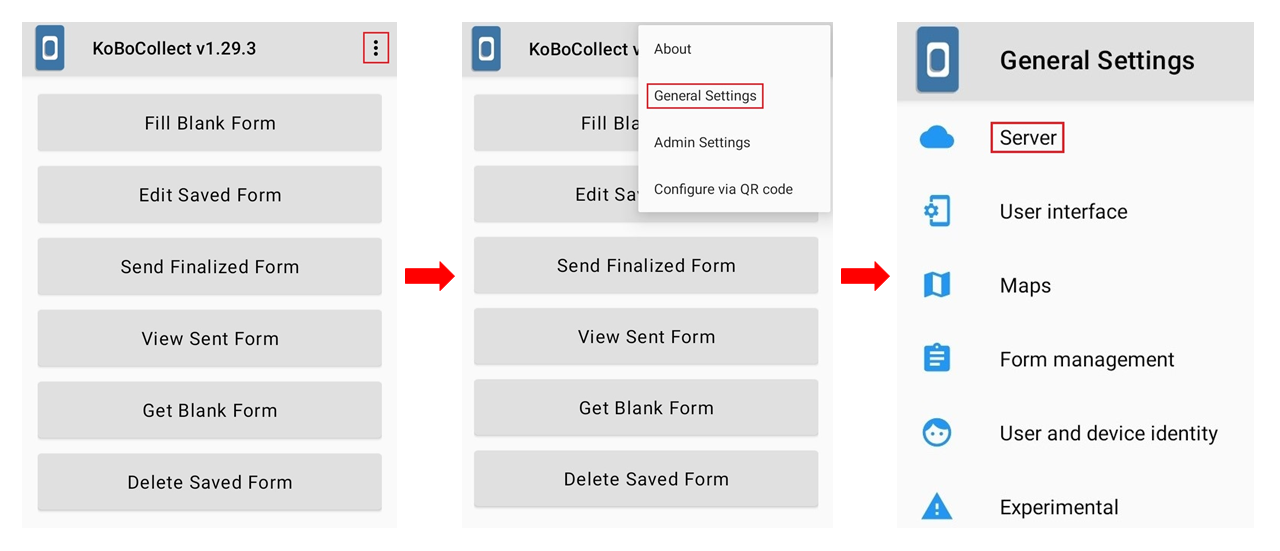 KoBoCollect v1.29.3
Fill Blank Form
Edit Saved Form
Send Finalized Form
View Sent Form
Get Blank Form
Delete Saved Form
KoBoCollect v
About
General Settings
Admin Settings
Configure via QR code
Fill Bla
Edit Sa
Send Finalized Form
View Sent Form
Get Blank Form
Delete Saved Form
General Settings
Server
User interface
Maps
Form management
User and device identity
Experimental